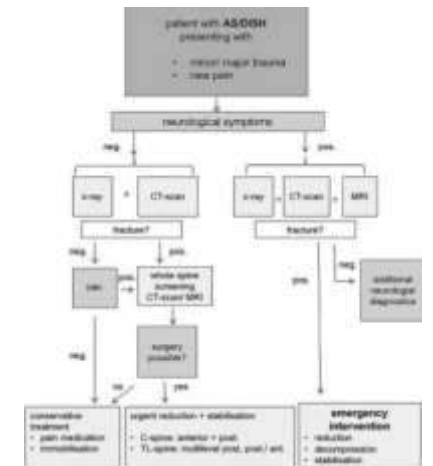 patient with AS/DISH
presenting with
• minor/ major trauma
• new pain
neurological symptoms
neg.
pos.
x-ray
+
CT-scan
x-ray
+
CT-scan
+
MRI
fracture?
fracture?
neg.
pos.
neg.
pos.
whole spine
screening
CT-scan/ MRI
additional
neurologic
diagnostics
surgery
possible?
neg.
no
yes
conservative
treatment
• pain medication
• immobilisation
urgent reduction + stabilisation
• C-spine: anterior + post.
• TL-spine: multilevel post, post./ ant.
emergency
intervention
• reduction
• decompression
• stabilisation